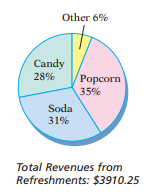 Other 6%
Candy
28%
Popcorn
35%
Soda
31%
Total Revenues from
Refreshments: $3910.25